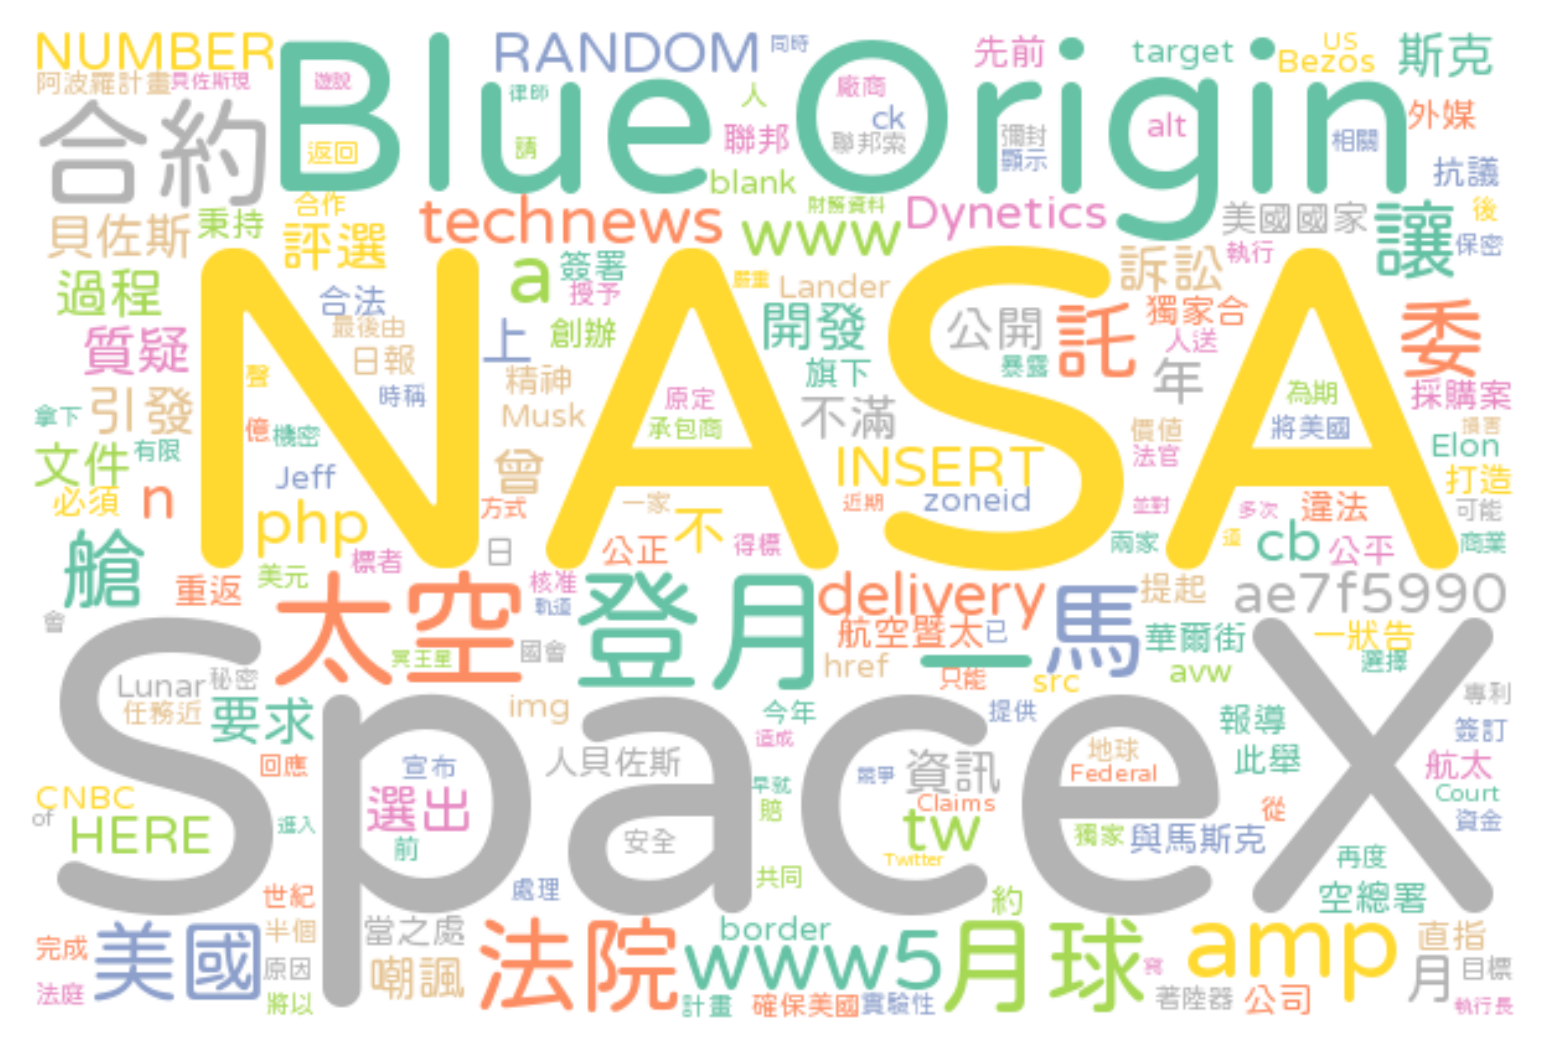 NUMBER
RANDOM
同時
先前
target
US
Bezos
斯克
阿波羅計畫
貝佐斯現
遊說
Blue Origin
律師
人
廠商
ck
alt
外媒
合約
返回
請
聯邦
聯邦索
彌封
顯示
相關
抗議
blank
貝佐斯
秉持
合作
評選
technews
www
財務資料
Dynetics
美國國家
讓
後
保密
過程
合法
a
簽署
授予
嚴重
Lander
訴訟
執行
NASA
質疑
最後由
日報
上
創辦
開發
公開
託
獨家合
人送
委
聲
時稱
精神
Musk
旗下
暴露
年
為期
採購案
拿下
引發
原定
承包商
不滿
價值
將美國
損害
文件
有限
億
機密
Jeff
曾
INSERT
法官
Elon
打造
必須
n
php
方式
一家
不
近期
zoneid
並對
多次
違法
可能
艙
標者
日
公正
得標
兩家
道
cb
公平
商業
重返
美元
核准
軌道
delivery
提起
ae7f5990
會
太空
登月
一
馬
航空暨太
已
華爾街
一狀告
冥王星
國會
href
只能
src
avw
選擇
SpaceX
Lunar
秘密
任務近
要求
img
今年
造成
提供
報導
專利
簽訂
回應
宣布
人貝佐斯
早就
競爭
資訊
地球
Federal
此舉
航太
CNBC
of
HERE
進入
選出
前
安全
賠
Claims
tw
Twitter
獨家
與馬斯克
從
Court
資金
再度
世紀
處理
共同
約
空總署
完成
美國
半個
當之處
法院
border
www5
月球
amp
直指
法庭
原因
將以
嘲諷
計畫
確保美國
實驗性
寫
著陸器
公司
月
目標
執行長